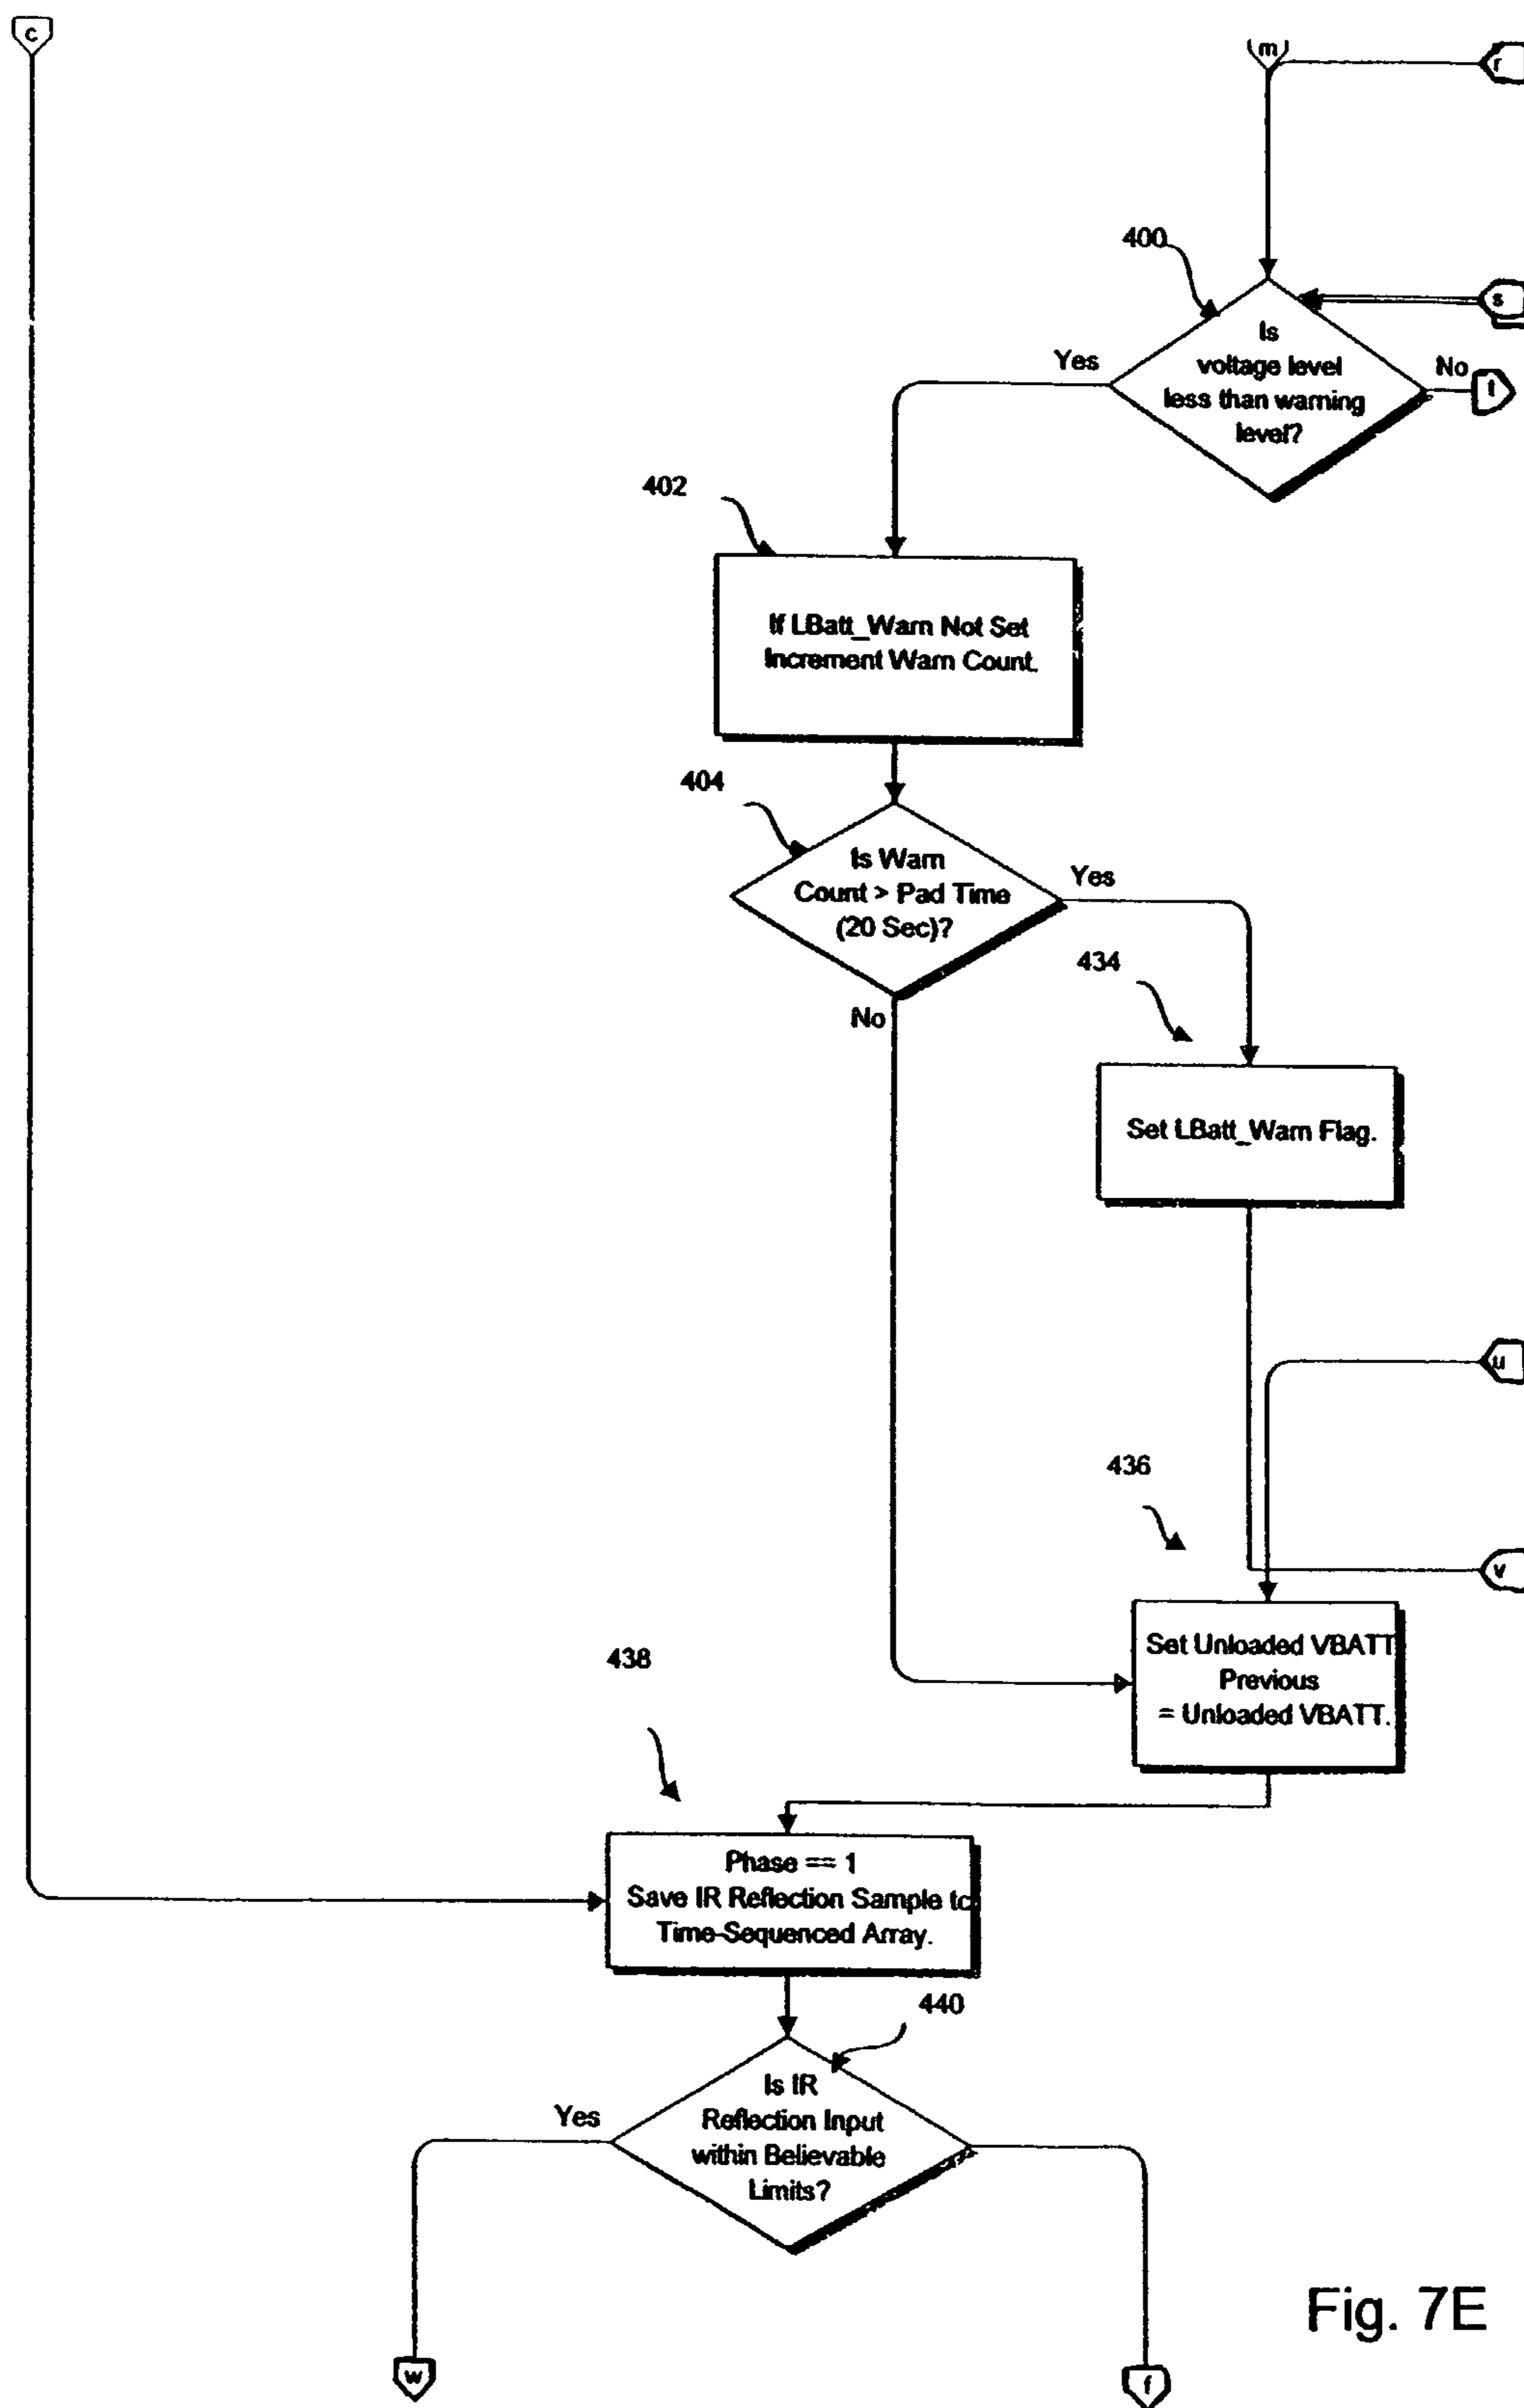 c
m
r
400
s
Is
voltage level
less than warning
level?
Yes
No
t
402
If LBatt_Warn Not Set
Increment Warn Count.
404
Is Warn
Count > Pad Time
(20 Sec)?
Yes
No
434
Set LBatt_Warn Flag.
u
436
v
Set Unloaded VBATT
Previous
= Unloaded VBATT.
438
Phase == 1
Save IR Reflection Sample to
Time-Sequenced Array.
440
Is IR
Reflection Input
within Believable
Limits?
Yes
w
f
Fig. 7E